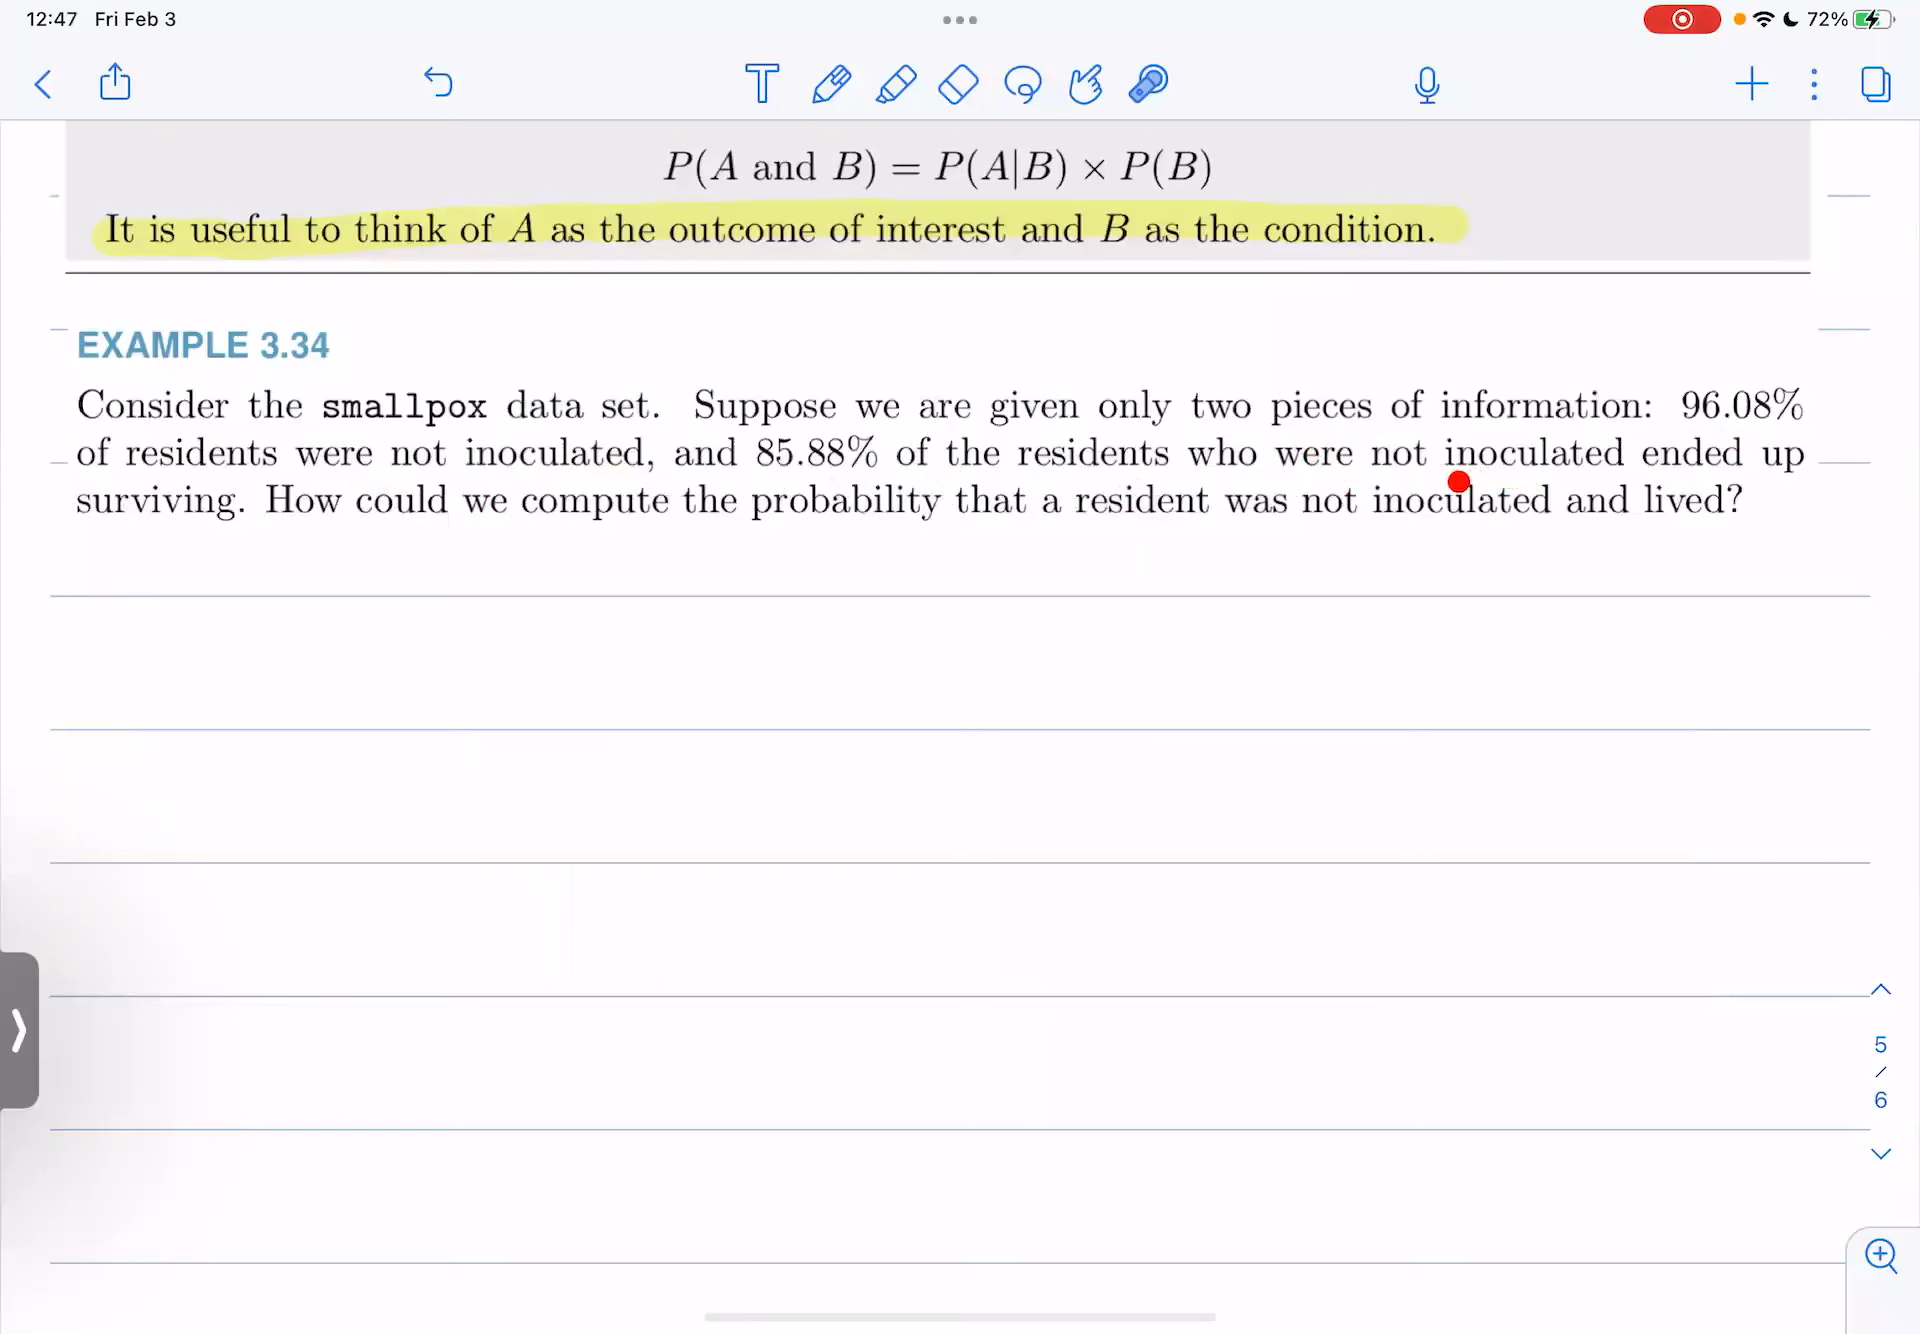 12:47 Fri Feb 3
72%
P(A and B) = P(A|B) × P(B)
It is useful to think of A as the outcome of interest and B as the condition.
EXAMPLE 3.34
Consider the smallpox data set. Suppose we are given only two pieces of information: 96.08%
of residents were not inoculated, and 85.88% of the residents who were not inoculated ended up
surviving. How could we compute the probability that a resident was not inoculated and lived?
5
/
6